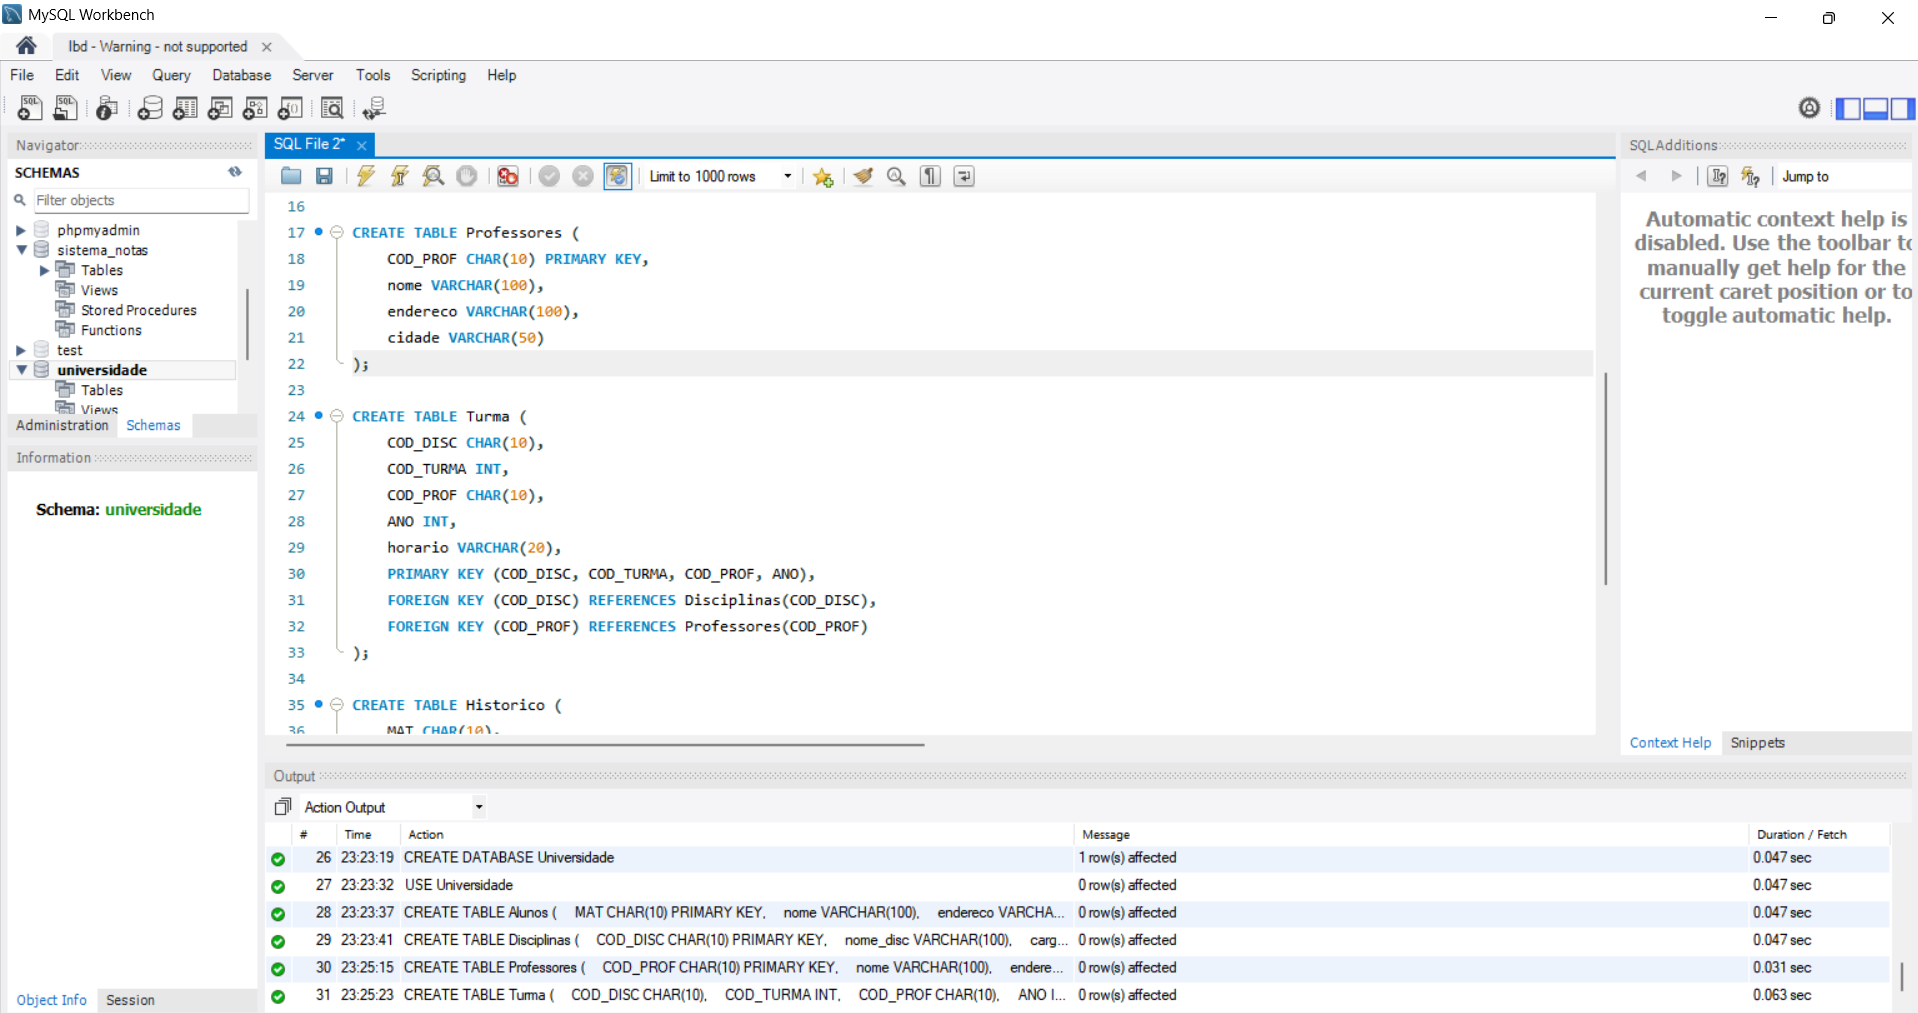 MySQL Workbench
lbd - Warning - not supported
File Edit View Query Database Server Tools Scripting Help
Navigator
SCHEMAS
Filter objects
phpmyadmin
sistema_notas
Tables
Views
Stored Procedures
Functions
test
universidade
Tables
Views
Administration Schemas
Information
Schema: universidade
Object Info Session
SQL File 2*
Limit to 1000 rows
16
17 CREATE TABLE Professores (
18 COD_PROF CHAR(10) PRIMARY KEY,
19 nome VARCHAR(100),
20 endereco VARCHAR(100),
21 cidade VARCHAR(50)
22 );
23
24 CREATE TABLE Turma (
25 COD_DISC CHAR(10),
26 COD_TURMA INT,
27 COD_PROF CHAR(10),
28 ANO INT,
29 horario VARCHAR(20),
30 PRIMARY KEY (COD_DISC, COD_TURMA, COD_PROF, ANO),
31 FOREIGN KEY (COD_DISC) REFERENCES Disciplinas(COD_DISC),
32 FOREIGN KEY (COD_PROF) REFERENCES Professores(COD_PROF)
33 );
34
35 CREATE TABLE Historico (
36 MAT CHAR(10),
SQLAdditions
Jump to
Automatic context help is
disabled. Use the toolbar to
manually get help for the
current caret position or to
toggle automatic help.
Context Help Snippets
Output
Action Output
# Time Action Message Duration / Fetch
26 23:23:19 CREATE DATABASE Universidade 1 row(s) affected 0.047 sec
27 23:23:32 USE Universidade 0 row(s) affected 0.047 sec
28 23:23:37 CREATE TABLE Alunos ( MAT CHAR(10) PRIMARY KEY, nome VARCHAR(100), endereco VARCHA... 0 row(s) affected 0.047 sec
29 23:23:41 CREATE TABLE Disciplinas ( COD_DISC CHAR(10) PRIMARY KEY, nome_disc VARCHAR(100), carg... 0 row(s) affected 0.047 sec
30 23:25:15 CREATE TABLE Professores ( COD_PROF CHAR(10) PRIMARY KEY, nome VARCHAR(100), endere... 0 row(s) affected 0.031 sec
31 23:25:23 CREATE TABLE Turma ( COD_DISC CHAR(10), COD_TURMA INT, COD_PROF CHAR(10), ANO I... 0 row(s) affected 0.063 sec